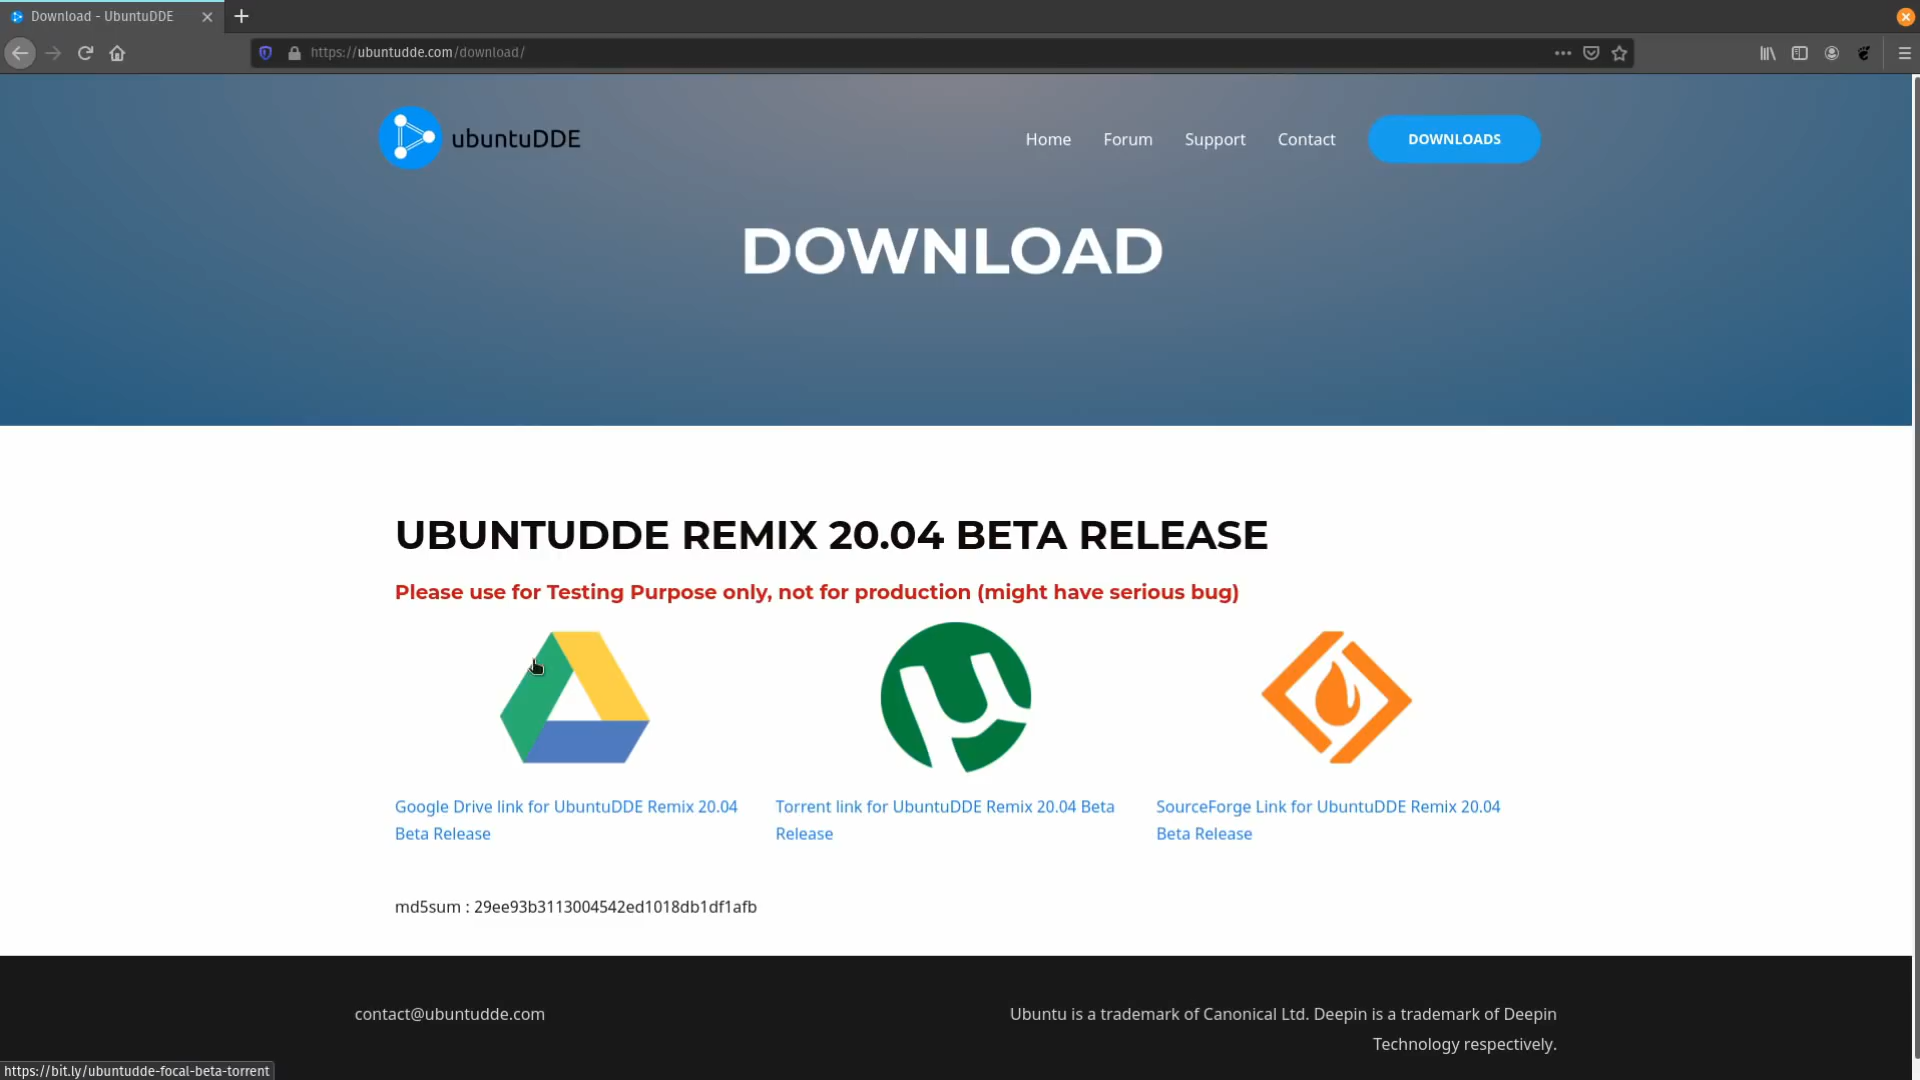 Download - UbuntuDDE
https://ubuntudde.com/download/
ubuntuDDE
Home
Forum
Support
Contact
DOWNLOADS
DOWNLOAD
UBUNTUDDE REMIX 20.04 BETA RELEASE
Please use for Testing Purpose only, not for production (might have serious bug)
Google Drive link for UbuntuDDE Remix 20.04
Beta Release
Torrent link for UbuntuDDE Remix 20.04 Beta
Release
SourceForge Link for UbuntuDDE Remix 20.04
Beta Release
md5sum : 29ee93b3113004542ed1018db1df1afb
contact@ubuntudde.com
Ubuntu is a trademark of Canonical Ltd. Deepin is a trademark of Deepin
Technology respectively.
https://bit.ly/ubuntudde-focal-beta-torrent